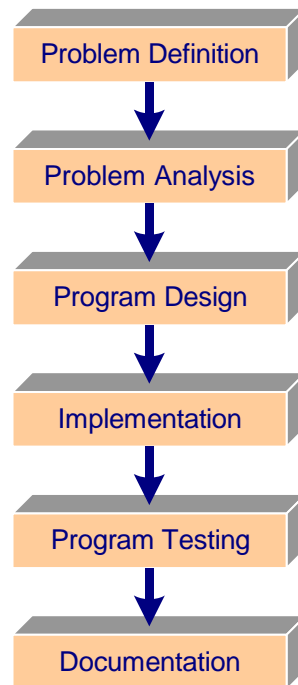 Problem Definition
Problem Analysis
Program Design
Implementation
Program Testing
Documentation